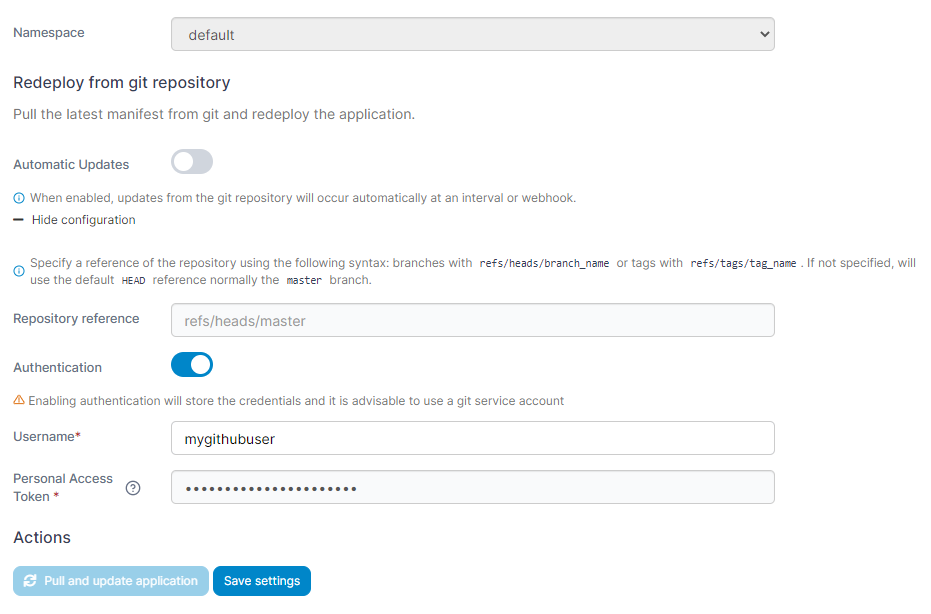 Namespace
default
Redeploy from git repository
Pull the latest manifest from git and redeploy the application.
Automatic Updates
When enabled, updates from the git repository will occur automatically at an interval or webhook.
Hide configuration
Specify a reference of the repository using the following syntax: branches with refs/heads/branch_name or tags with refs/tags/tag_name. If not specified, will
use the default HEAD reference normally the master branch.
Repository reference
refs/heads/master
Authentication
Enabling authentication will store the credentials and it is advisable to use a git service account
Username*
mygithubuser
Personal Access
Token *
••••••••••••••••••••••
Actions
Pull and update application
Save settings